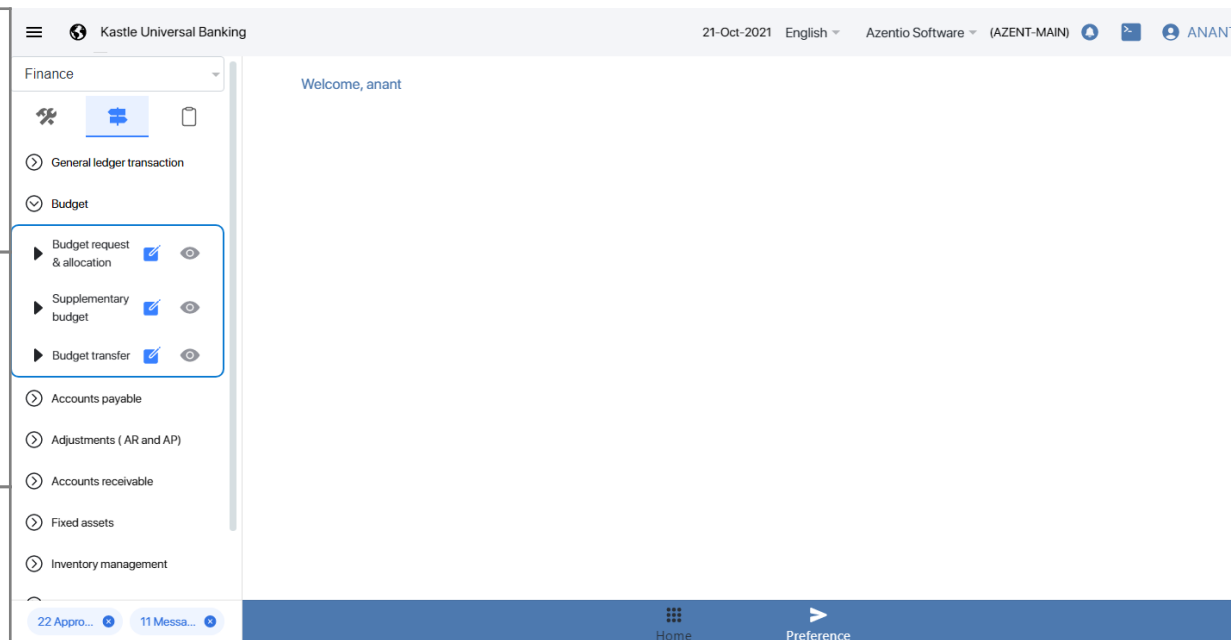 Kastle Universal Banking
21-Oct-2021 English Azentio Software (AZENT-MAIN) ANANT
Finance
Welcome, anant
General ledger transaction
Budget
Budget request
& allocation
Supplementary
budget
Budget transfer
Accounts payable
Adjustments ( AR and AP)
Accounts receivable
Fixed assets
Inventory management
22 Appro... 11 Messa...
Home Preference